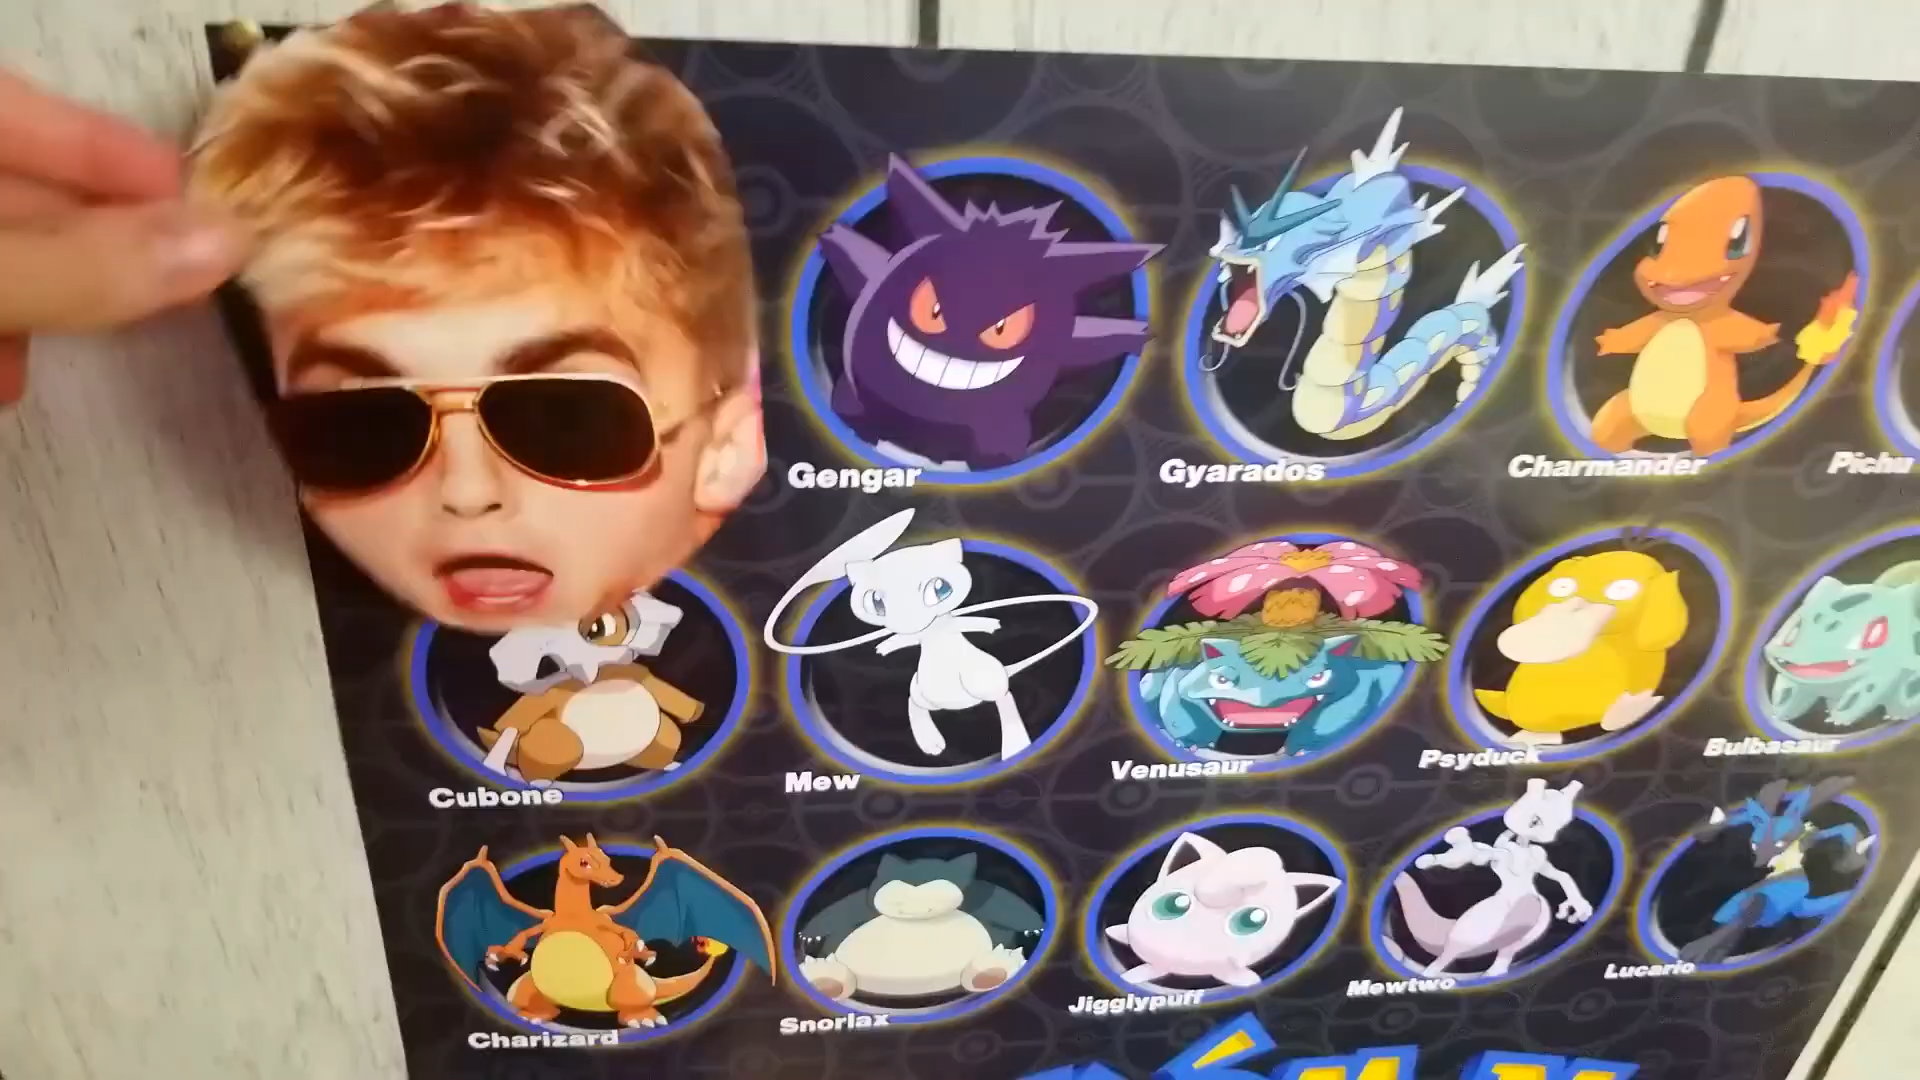 Gengar
Gyarados
Charmander
Pichu
Cubone
Mew
Venusaur
Psyduck
Bulbasaur
Charizard
Snorlax
Jigglypuff
Mewtwo
Lucario